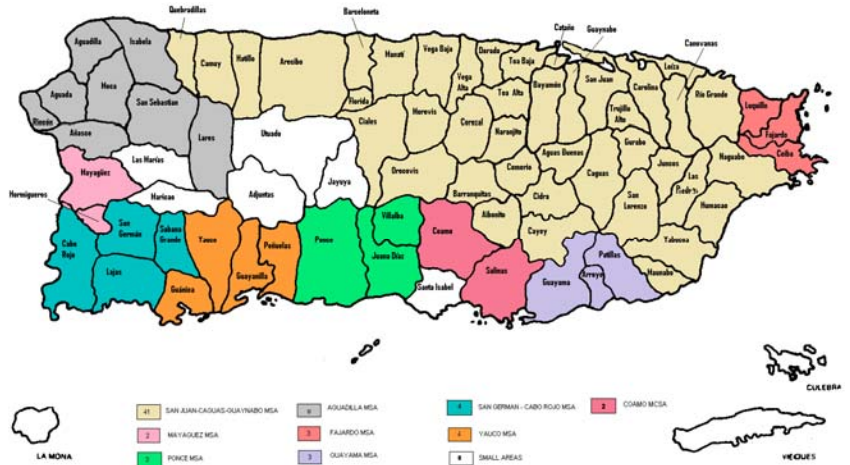 Quebradillas
Barceloneta
Cataño
Guaynabo
Canovanas
Aguadilla
Isabela
Camuy
Hatillo
Arecibo
Manatí
Vega Baja
Vega Alta
Dorado
Toa Baja
Toa Alta
Bayamón
San Juan
Carolina
Loiza
Río Grande
Luquillo
Fajardo
Ceiba
Aguada
Moca
San Sebastian
Rincón
Añasco
Lares
Utuado
Florida
Ciales
Morovis
Corozal
Naranjito
Trujillo Alto
Gurabo
Juncos
Las Piedras
Naguabo
Humacao
Mayagüez
Las Marías
Maricao
Hormigueros
Adjuntas
Jayuya
Orocovis
Barranquitas
Comerío
Aguas Buenas
Cidra
Caguas
San Lorenzo
Yabucoa
Maunabo
Cabo Rojo
San Germán
Sabana Grande
Lajas
Yauco
Guánica
Guayanilla
Peñuelas
Ponce
Villalba
Juana Díaz
Coamo
Santa Isabel
Salinas
Aibonito
Cayey
Guayama
Arroyo
Patillas
CULEBRA
LA MONA
VIEQUES
41 SAN JUAN-CAGUAS-GUAYNABO MSA
2 MAYAGUEZ MSA
3 PONCE MSA
AGUADILLA MSA
3 FAJARDO MSA
3 GUAYAMA MSA
4 SAN GERMAN - CABO ROJO MSA
4 YAUCO MSA
SMALL AREAS
2 COAMO MCSA